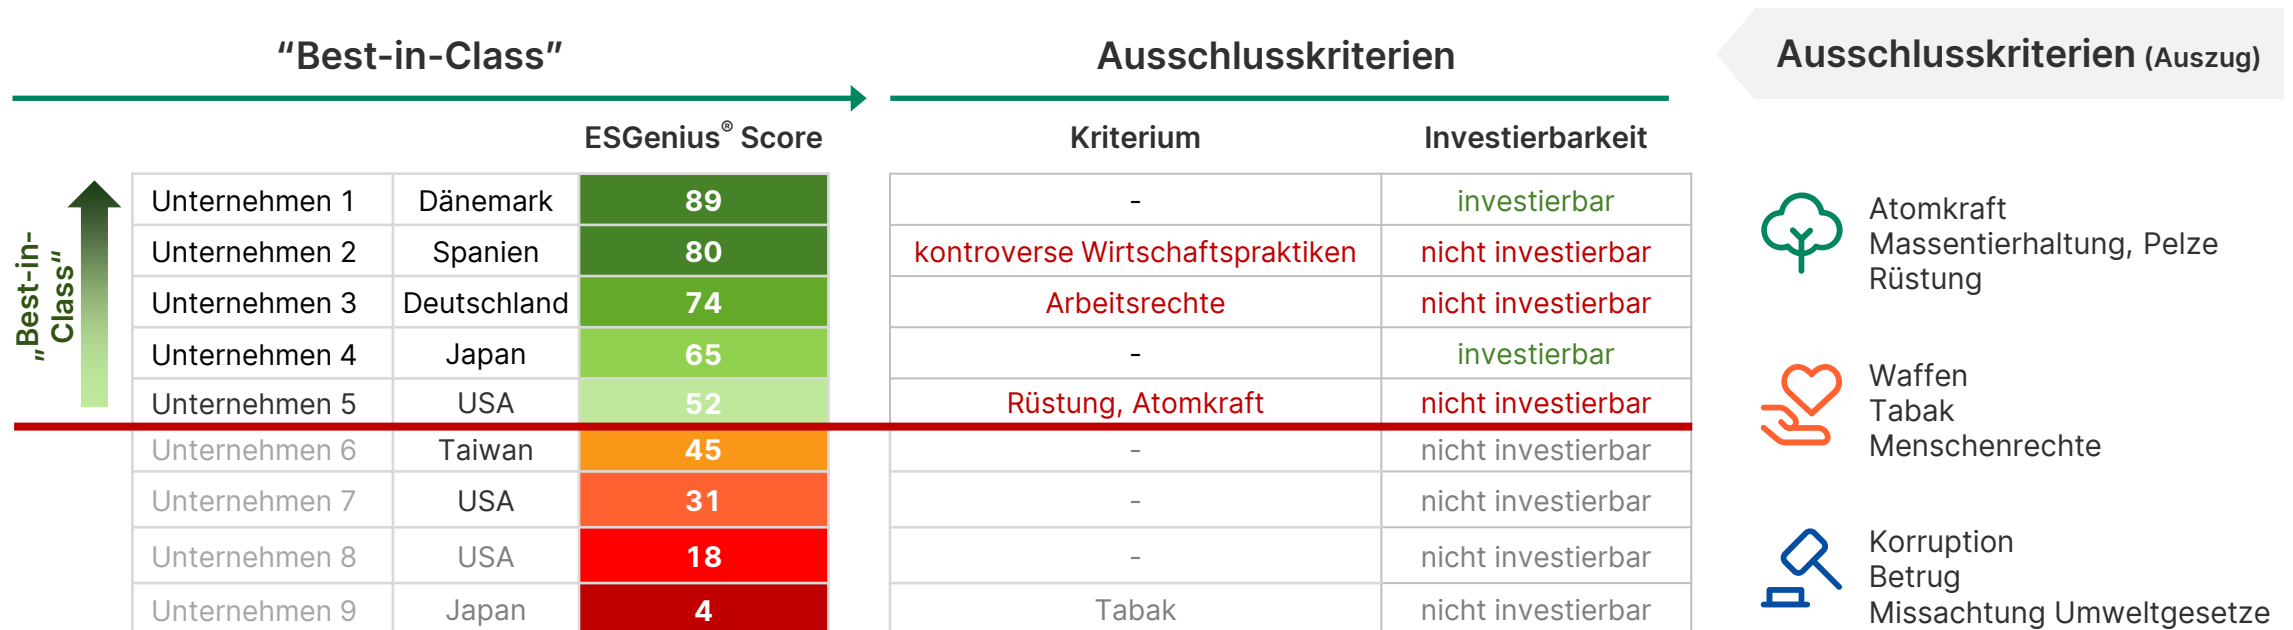 “Best-in-Class”
Ausschlusskriterien
Ausschlusskriterien (Auszug)
ESGenius® Score
Kriterium
Investierbarkeit
„Best-in-
Class“
Unternehmen 1 Dänemark 89 - investierbar
Unternehmen 2 Spanien 80 kontroverse Wirtschaftspraktiken nicht investierbar
Unternehmen 3 Deutschland 74 Arbeitsrechte nicht investierbar
Unternehmen 4 Japan 65 - investierbar
Unternehmen 5 USA 52 Rüstung, Atomkraft nicht investierbar
Unternehmen 6 Taiwan 45 - nicht investierbar
Unternehmen 7 USA 31 - nicht investierbar
Unternehmen 8 USA 18 - nicht investierbar
Unternehmen 9 Japan 4 Tabak nicht investierbar
Atomkraft
Massentierhaltung, Pelze
Rüstung
Waffen
Tabak
Menschenrechte
Korruption
Betrug
Missachtung Umweltgesetze